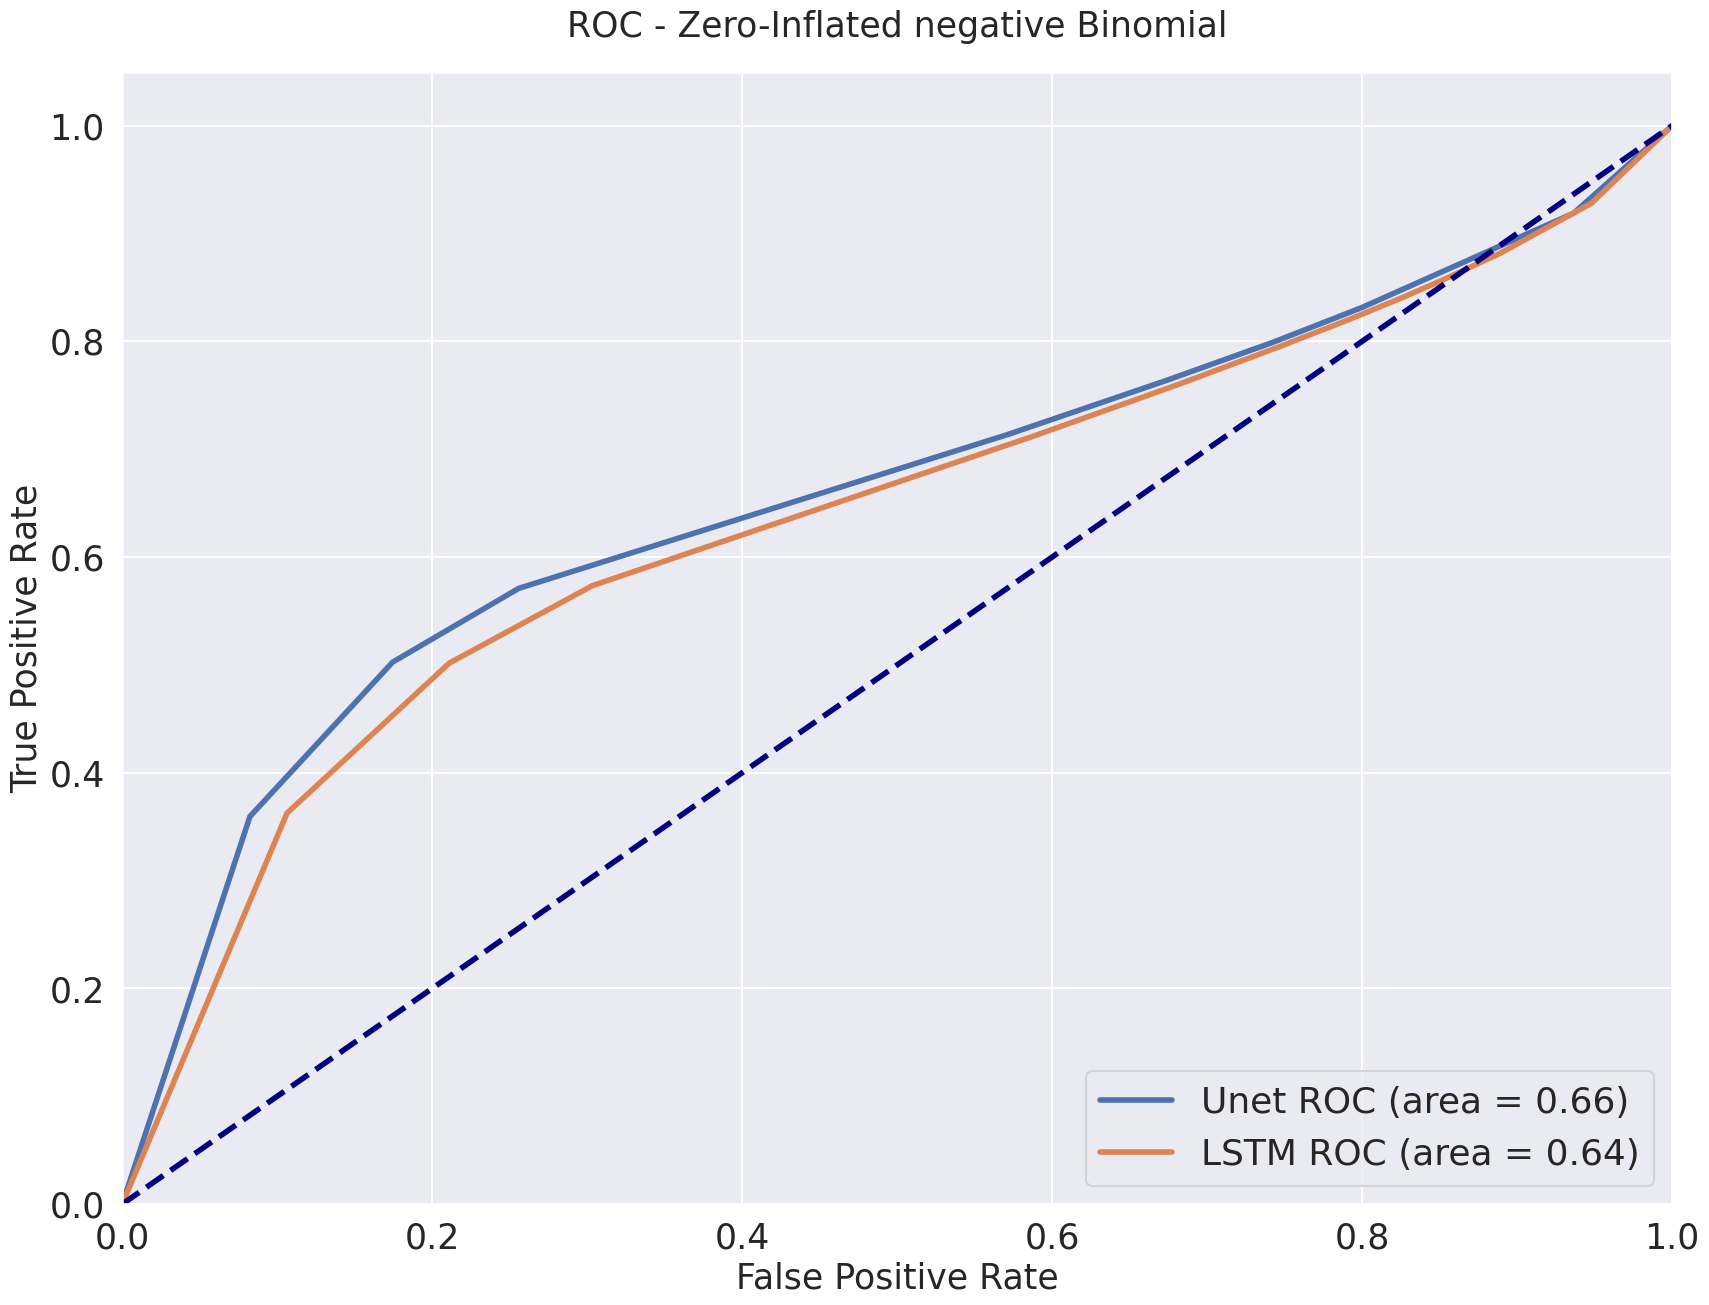 ROC - Zero-Inflated negative Binomial
True Positive Rate
1.0
0.8
0.6
0.4
0.2
0.0
0.0 0.2 0.4 0.6 0.8 1.0
False Positive Rate
Unet ROC (area = 0.66)
LSTM ROC (area = 0.64)